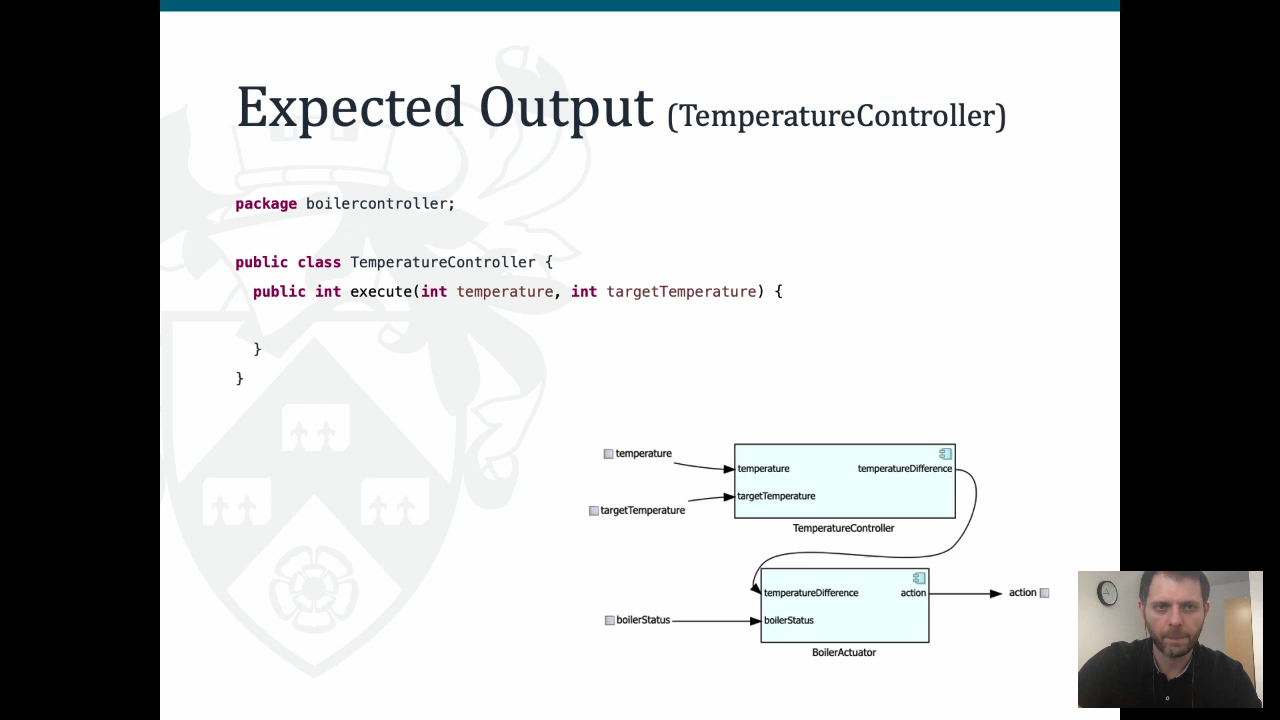 Expected Output (TemperatureController)
package boilercontroller;
public class TemperatureController {
public int execute(int temperature, int targetTemperature) {
}
}
temperature
targetTemperature
temperature
temperatureDifference
targetTemperature
TemperatureController
boilerStatus
temperatureDifference
action
boilerStatus
BoilerActuator
action